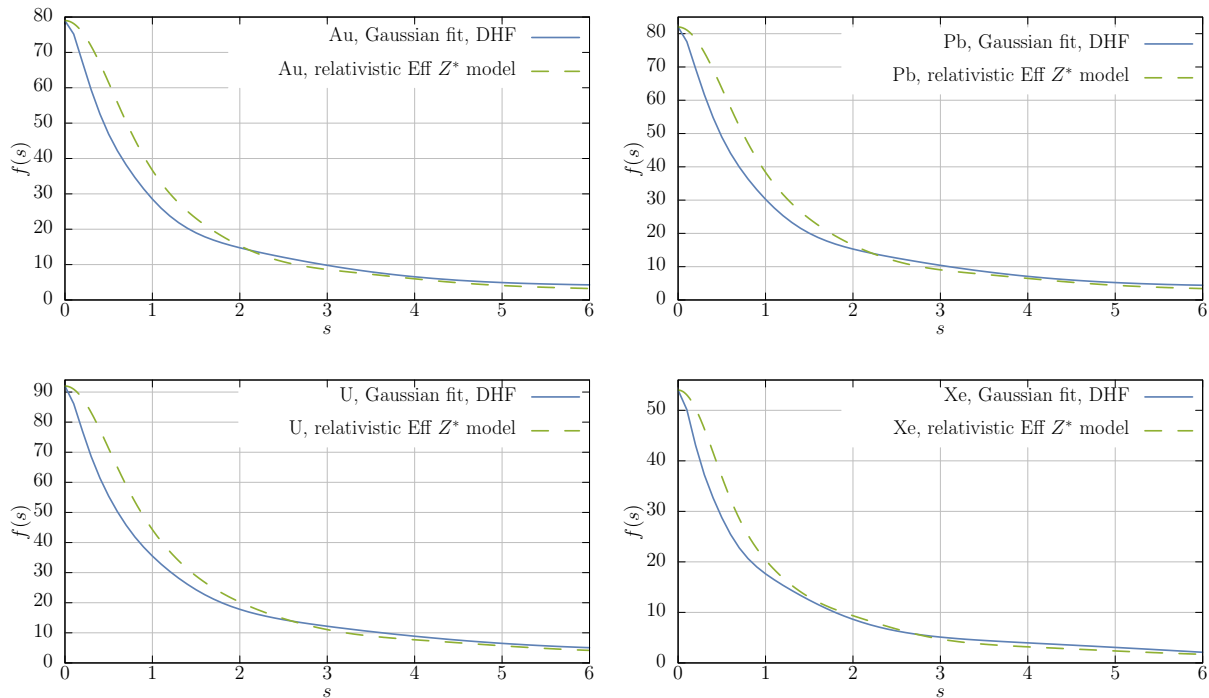 80
70
60
50
40
30
20
10
0
f(s)
Au, Gaussian fit, DHF
Au, relativistic Eff Z* model
0 1 2 3 4 5 6
s
80
70
60
50
40
30
20
10
0
f(s)
Pb, Gaussian fit, DHF
Pb, relativistic Eff Z* model
0 1 2 3 4 5 6
s
90
80
70
60
50
40
30
20
10
0
f(s)
U, Gaussian fit, DHF
U, relativistic Eff Z* model
0 1 2 3 4 5 6
s
50
40
30
20
10
0
f(s)
Xe, Gaussian fit, DHF
Xe, relativistic Eff Z* model
0 1 2 3 4 5 6
s